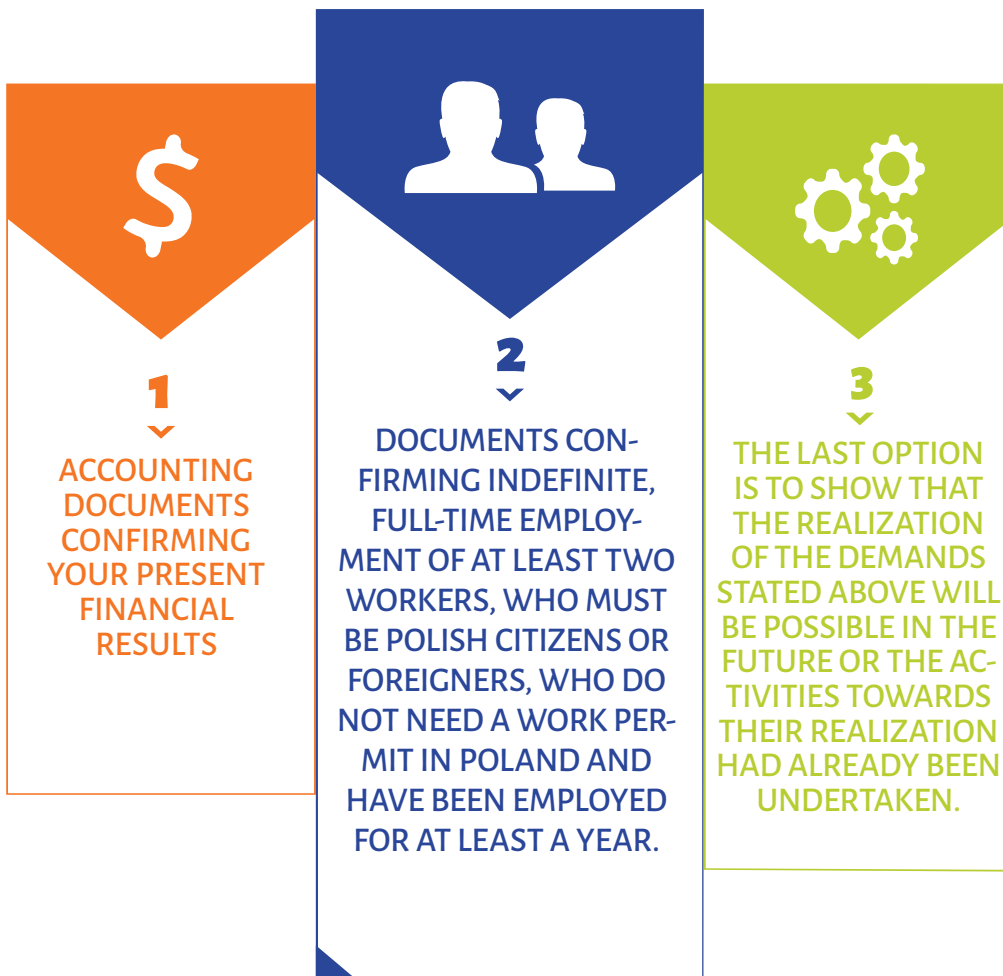 $
1
ACCOUNTING
DOCUMENTS
CONFIRMING
YOUR PRESENT
FINANCIAL
RESULTS
2
DOCUMENTS CON-
FIRMING INDEFINITE,
FULL-TIME EMPLOY-
MENT OF AT LEAST TWO
WORKERS, WHO MUST
BE POLISH CITIZENS OR
FOREIGNERS, WHO DO
NOT NEED A WORK PER-
MIT IN POLAND AND
HAVE BEEN EMPLOYED
FOR AT LEAST A YEAR.
3
THE LAST OPTION
IS TO SHOW THAT
THE REALIZATION
OF THE DEMANDS
STATED ABOVE WILL
BE POSSIBLE IN THE
FUTURE OR THE AC-
TIVITIES TOWARDS
THEIR REALIZATION
HAD ALREADY BEEN
UNDERTAKEN.